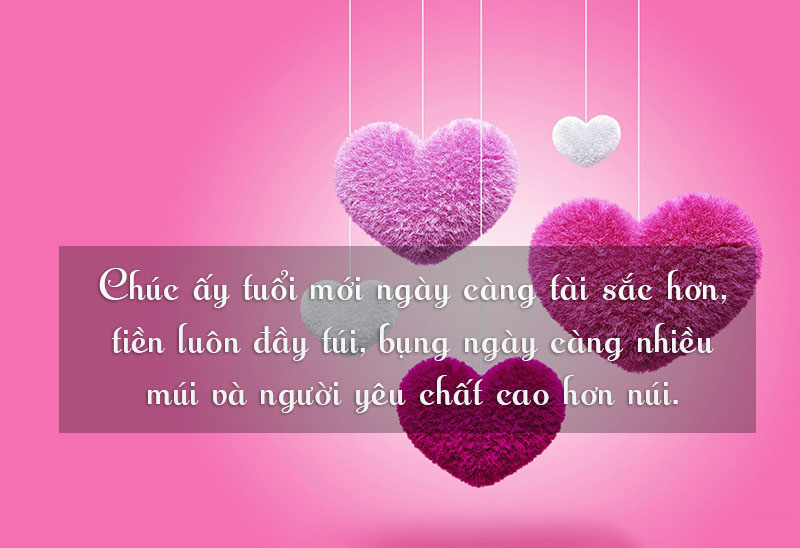 Chúc ấy tuổi mới ngày càng tài sắc hơn,
tiền luôn đầy túi, bụng ngày càng nhiều
múi và người yêu chất cao hơn núi.